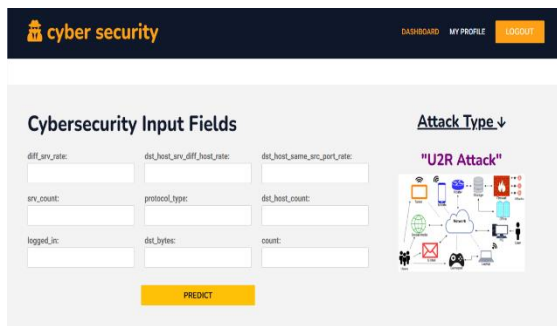 cyber security
DASHBOARD MY PROFILE LOGOUT
Cybersecurity Input Fields
diff_srv_rate: dst_host_srv_diff_host_rate: dst_host_same_src_port_rate:
srv_count: protocol_type: dst_host_count:
logged_in: dst_bytes: count:
PREDICT
Attack Type ↓
"U2R Attack"